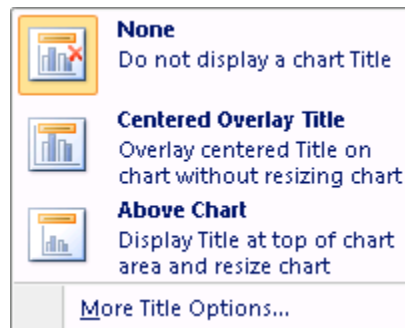 None
Do not display a chart Title
Centered Overlay Title
Overlay centered Title on
chart without resizing chart
Above Chart
Display Title at top of chart
area and resize chart
More Title Options...